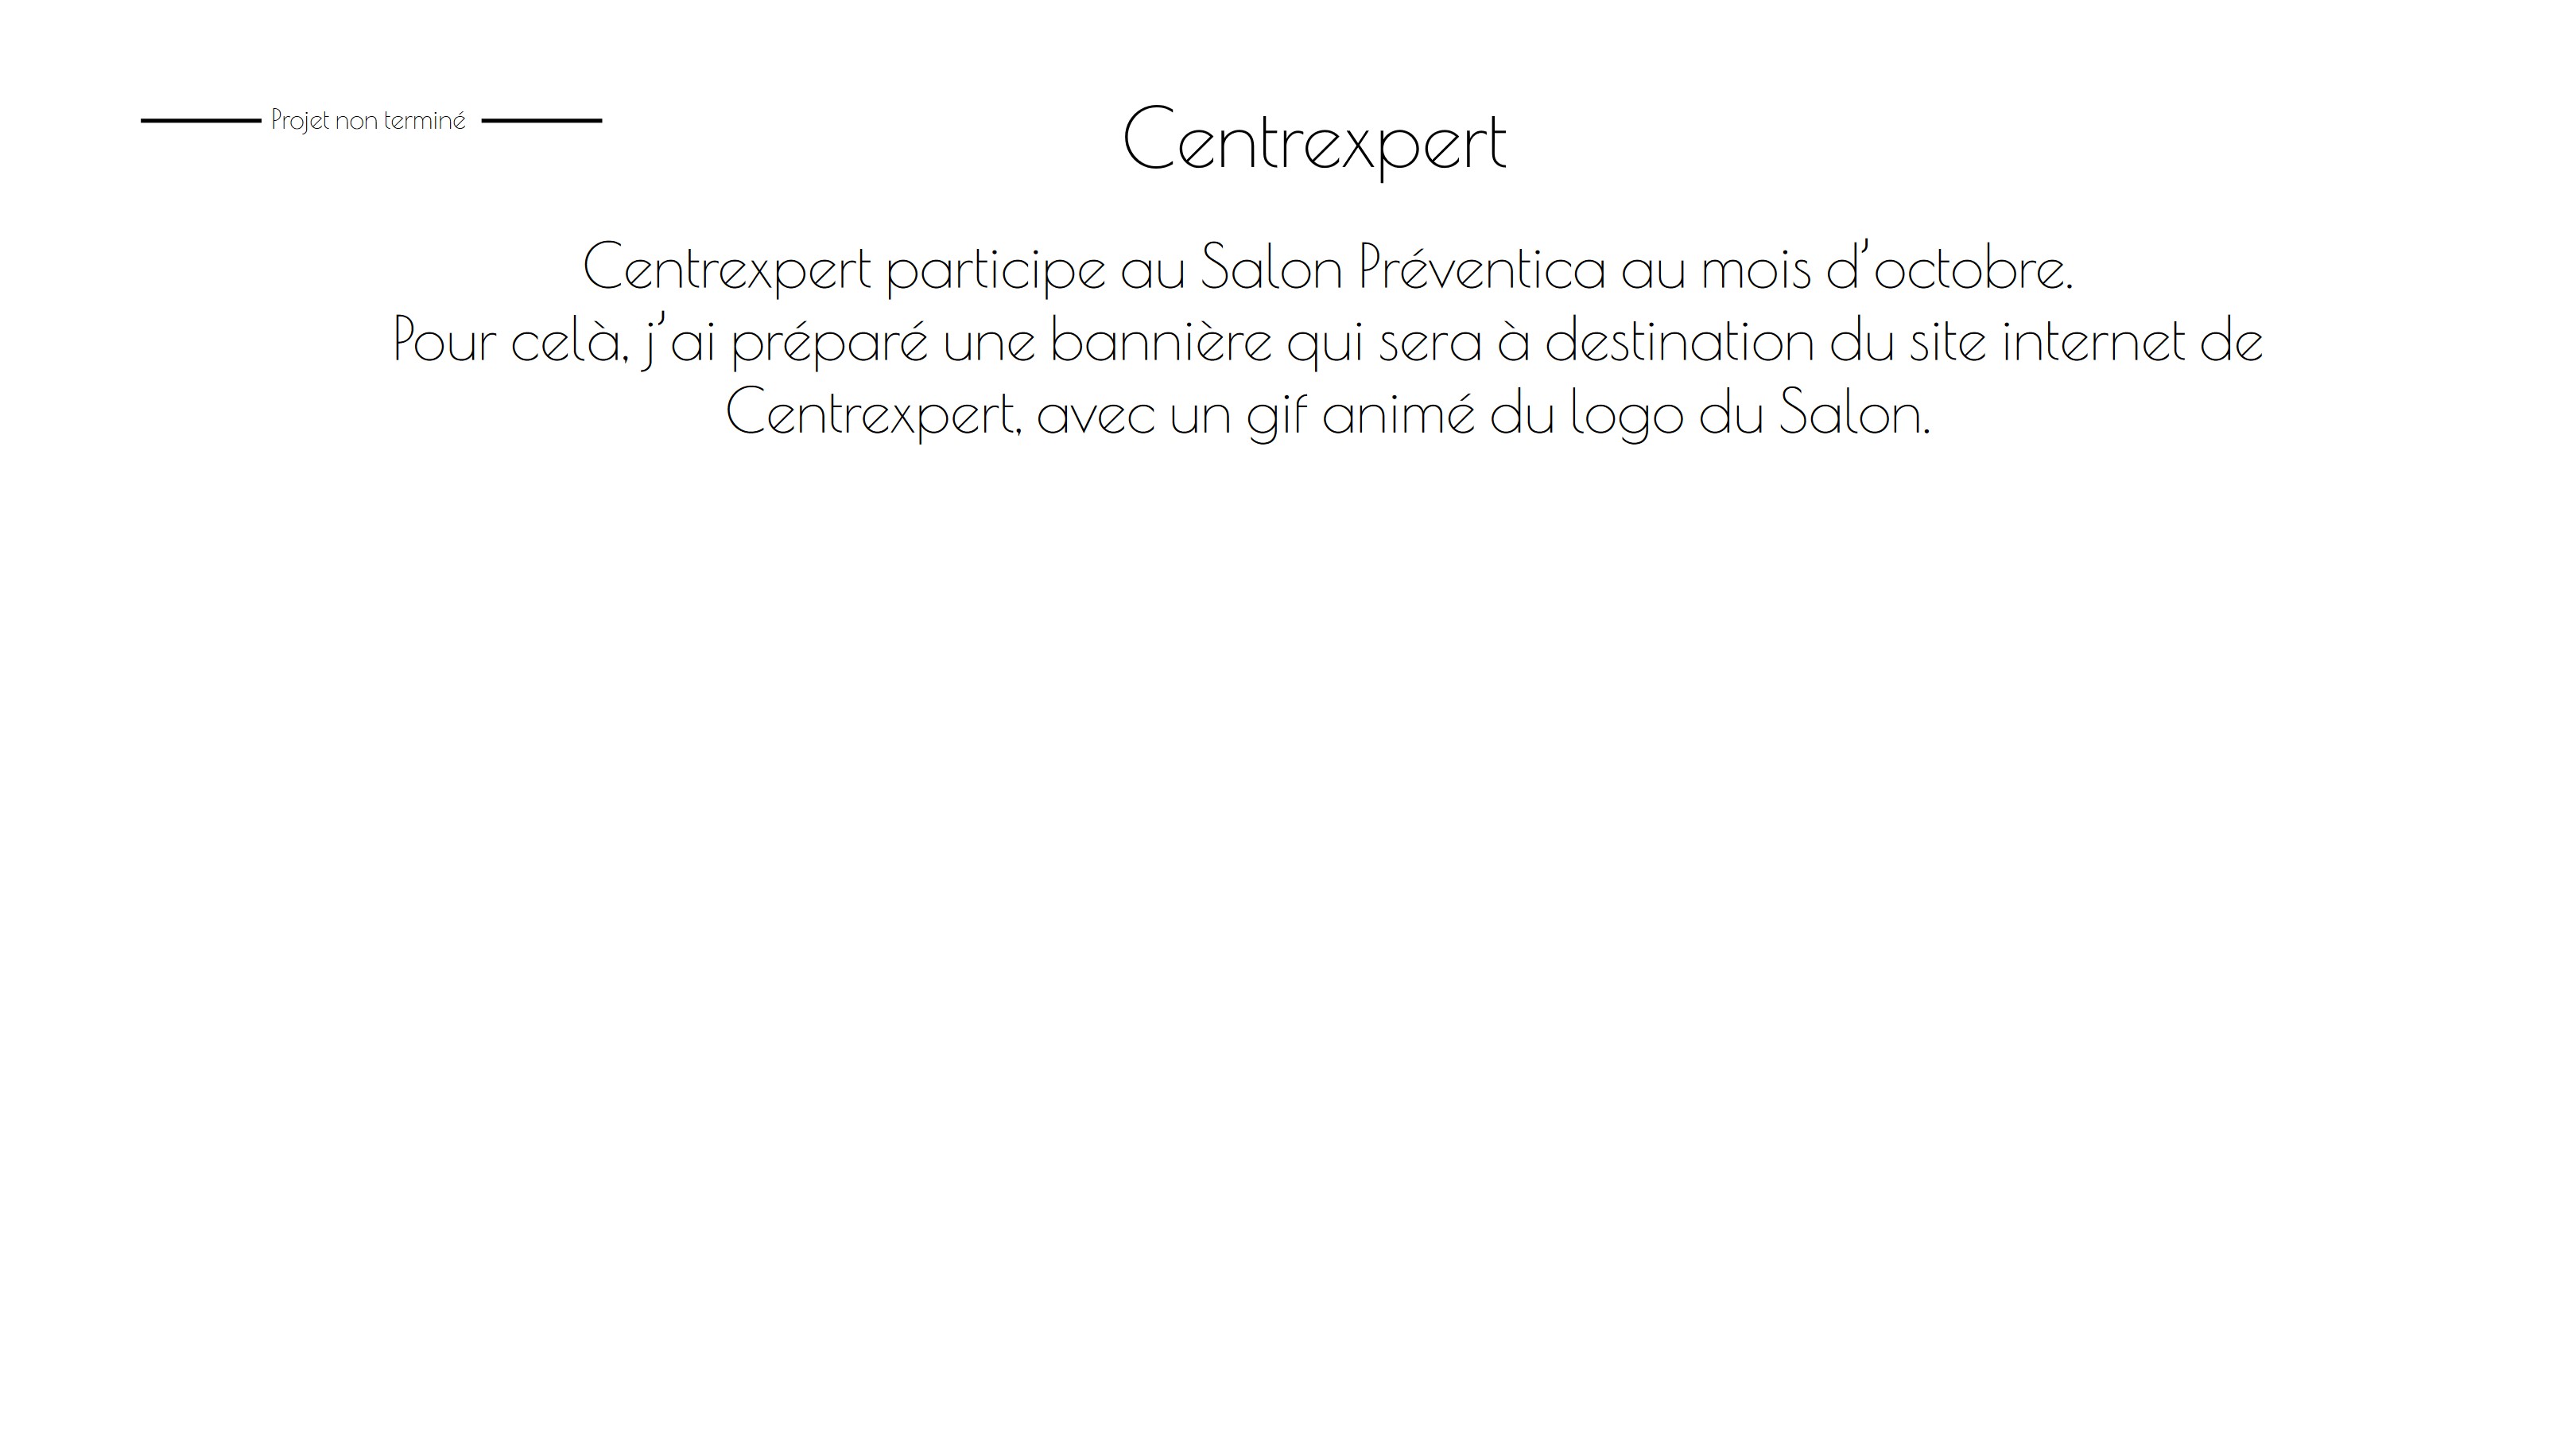 Projet non terminé
Centrexpert
Centrexpert participe au Salon Préventica au mois d’octobre.
Pour celà, j’ai préparé une bannière qui sera à destination du site internet de
Centrexpert, avec un gif animé du logo du Salon.